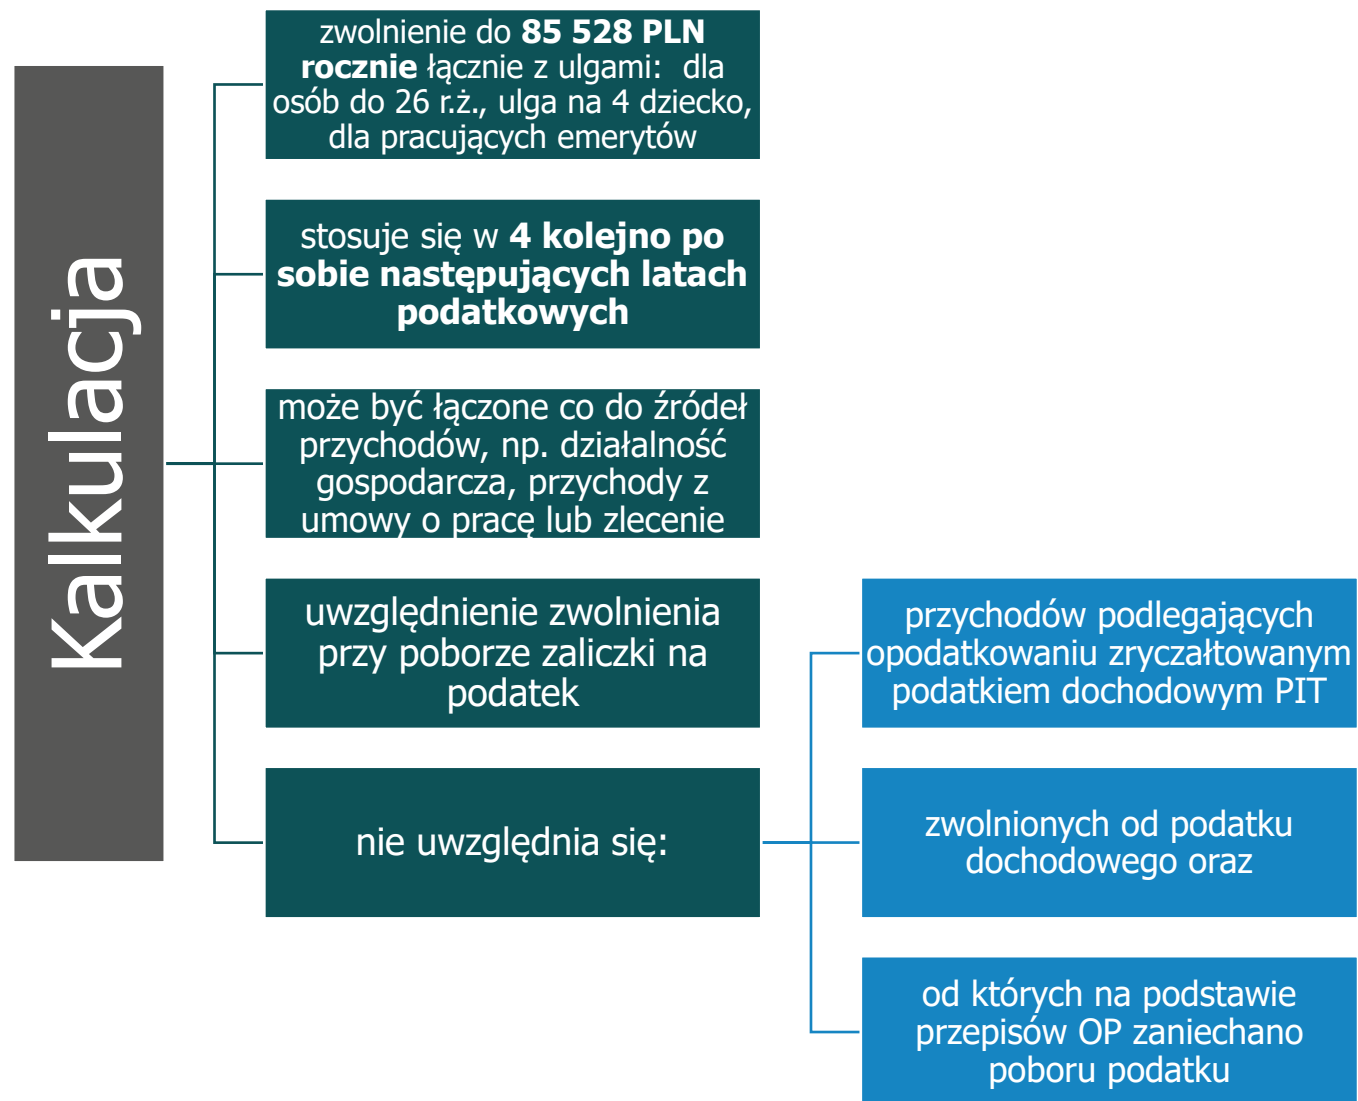 Kalkulacja
zwolnienie do 85 528 PLN
rocznie łącznie z ulgami: dla
osób do 26 r.ż., ulga na 4 dziecko,
dla pracujących emerytów
stosuje się w 4 kolejno po
sobie następujących latach
podatkowych
może być łączone co do źródeł
przychodów, np. działalność
gospodarcza, przychody z
umowy o pracę lub zlecenie
uwzględnienie zwolnienia
przy poborze zaliczki na
podatek
nie uwzględnia się:
przychodów podlegających
opodatkowaniu zryczałtowanym
podatkiem dochodowym PIT
zwolnionych od podatku
dochodowego oraz
od których na podstawie
przepisów OP zaniechano
poboru podatku